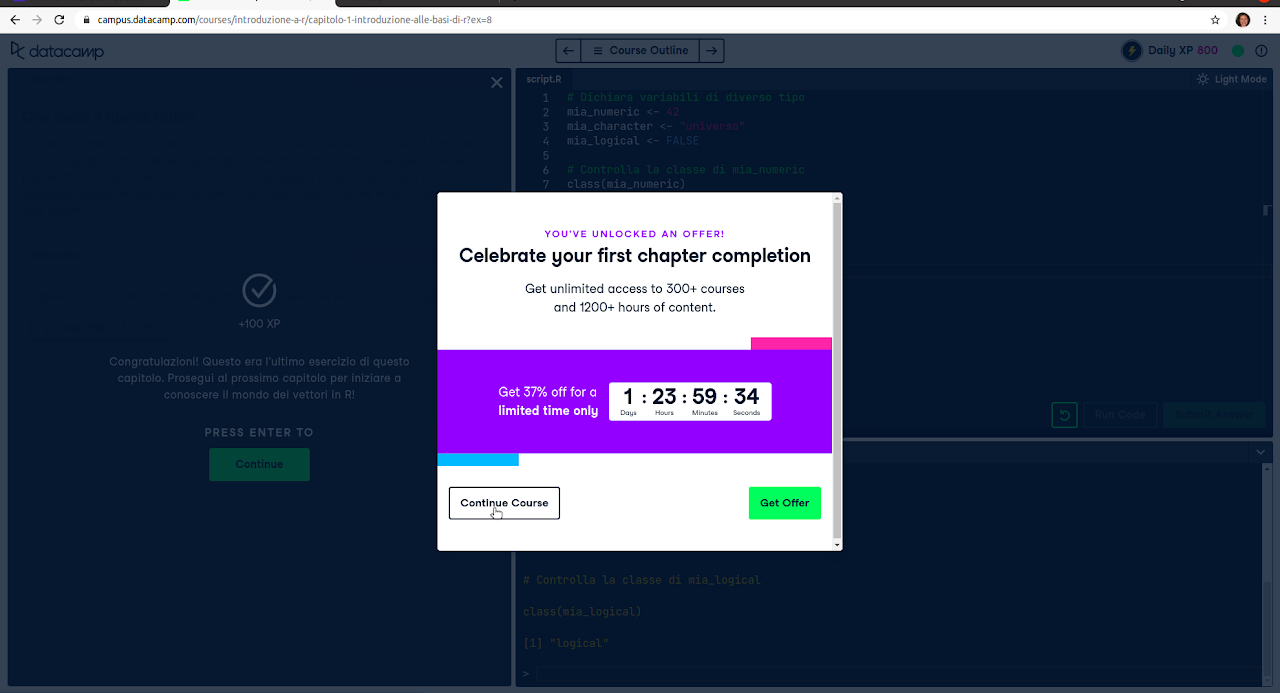 campus.datacamp.com/courses/introduzione-a-r/capitolo-1-introduzione-alle-basi-di-r?ex=8
datacamp
Course Outline
Daily XP 800
script.R
Light Mode
1 # Dichiara variabili di diverso tipo
2 mia_numeric <- 42
3 mia_character <- "universo"
4 mia_logical <- FALSE
5
6 # Controlla la classe di mia_numeric
7 class(mia_numeric)
+100 XP
Congratulazioni! Questo era l'ultimo esercizio di questo
capitolo. Prosegui al prossimo capitolo per iniziare a
conoscere il mondo dei vettori in R!
PRESS ENTER TO
Continue
YOU'VE UNLOCKED AN OFFER!
Celebrate your first chapter completion
Get unlimited access to 300+ courses
and 1200+ hours of content.
Get 37% off for a
limited time only
1 : 23 : 59 : 34
Days Hours Minutes Seconds
Continue Course
Get Offer
Run Code
Submit Answer
# Controlla la classe di mia_logical
class(mia_logical)
[1] "logical"
>